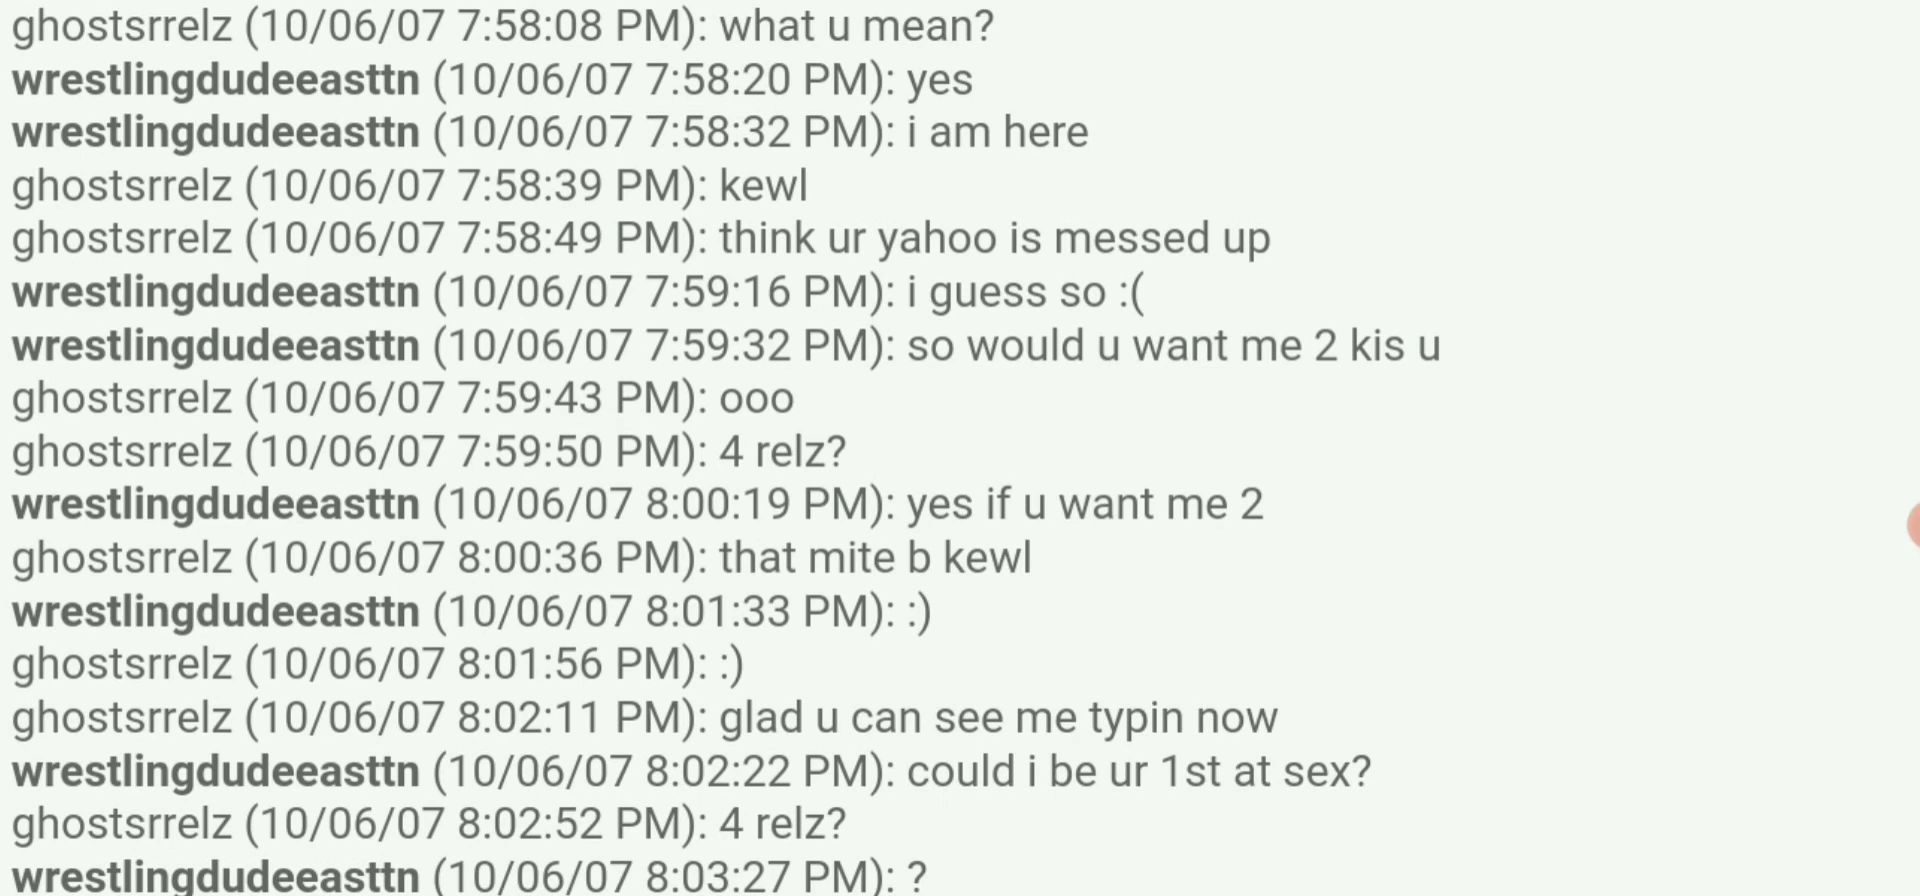 ghostsrrelz (10/06/07 7:58:08 PM): what u mean?
wrestlingdudeeasttn (10/06/07 7:58:20 PM): yes
wrestlingdudeeasttn (10/06/07 7:58:32 PM): i am here
ghostsrrelz (10/06/07 7:58:39 PM): kewl
ghostsrrelz (10/06/07 7:58:49 PM): think ur yahoo is messed up
wrestlingdudeeasttn (10/06/07 7:59:16 PM): i guess so :(
wrestlingdudeeasttn (10/06/07 7:59:32 PM): so would u want me 2 kis u
ghostsrrelz (10/06/07 7:59:43 PM): ooo
ghostsrrelz (10/06/07 7:59:50 PM): 4 relz?
wrestlingdudeeasttn (10/06/07 8:00:19 PM): yes if u want me 2
ghostsrrelz (10/06/07 8:00:36 PM): that mite b kewl
wrestlingdudeeasttn (10/06/07 8:01:33 PM): :)
ghostsrrelz (10/06/07 8:01:56 PM): :)
ghostsrrelz (10/06/07 8:02:11 PM): glad u can see me typin now
wrestlingdudeeasttn (10/06/07 8:02:22 PM): could i be ur 1st at sex?
ghostsrrelz (10/06/07 8:02:52 PM): 4 relz?
wrestlingdudeeasttn (10/06/07 8:03:27 PM): ?